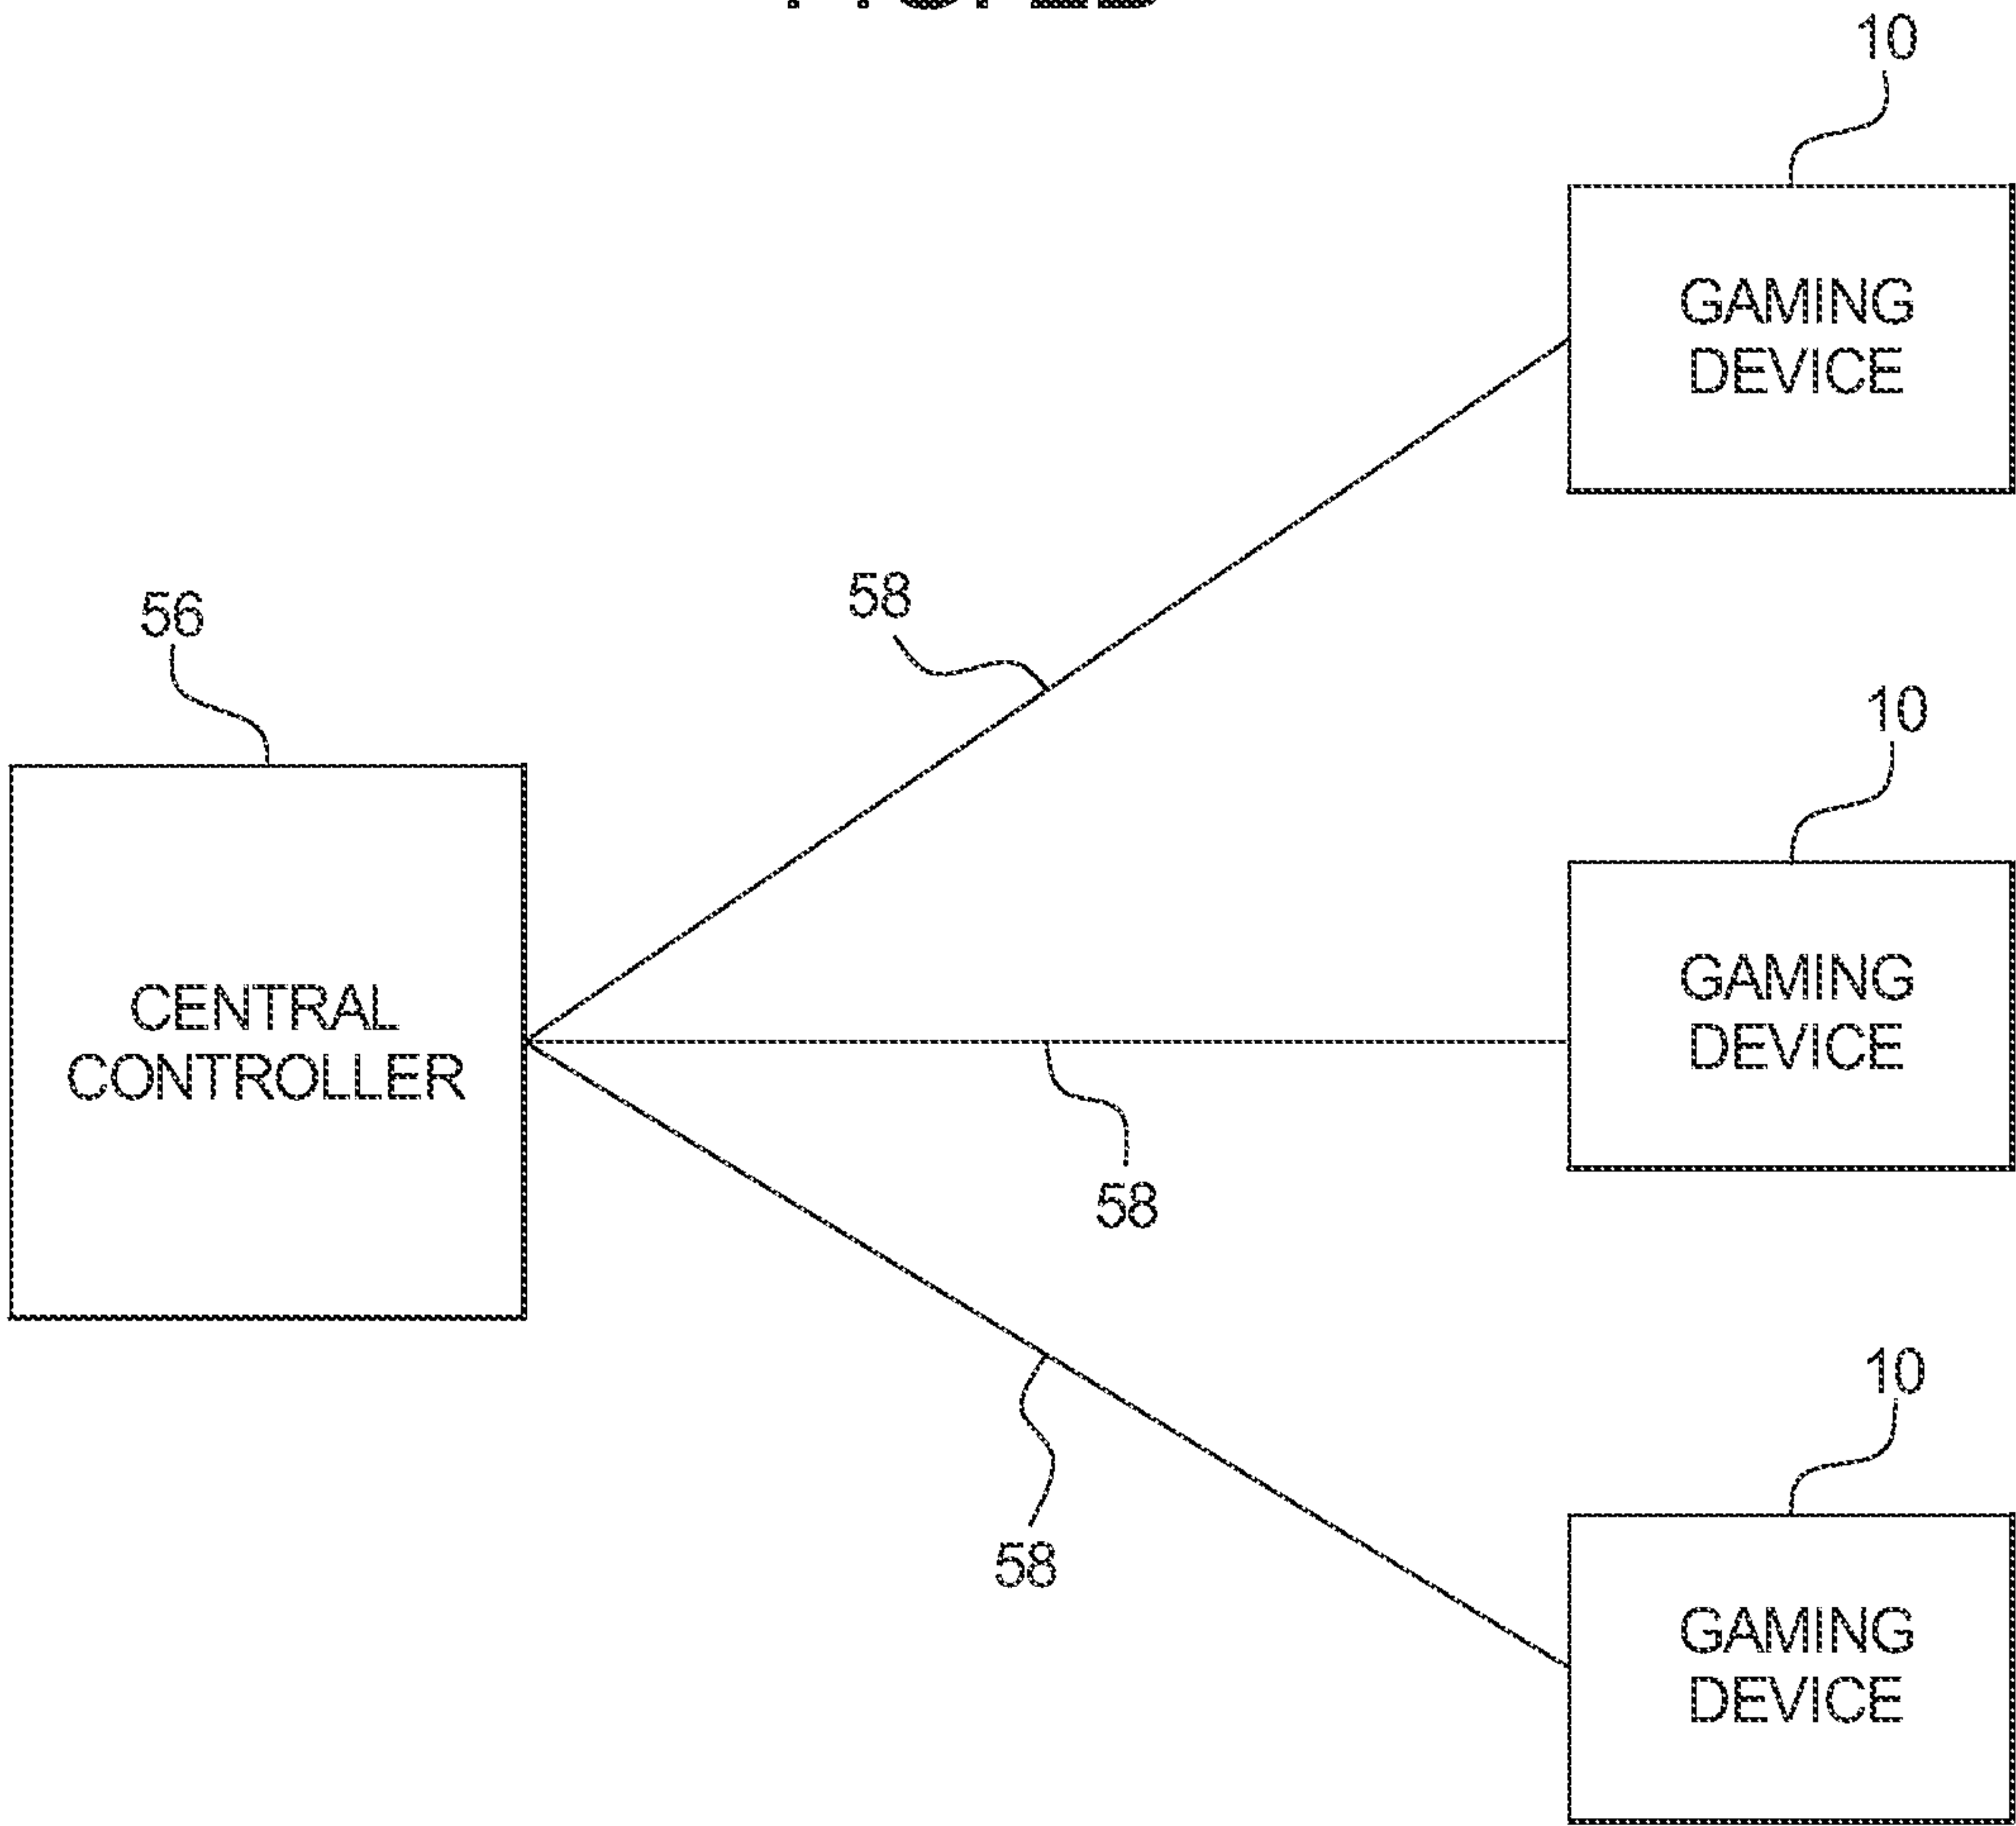 10
GAMING
DEVICE
58
56
10
CENTRAL
CONTROLLER
GAMING
DEVICE
58
10
58
GAMING
DEVICE